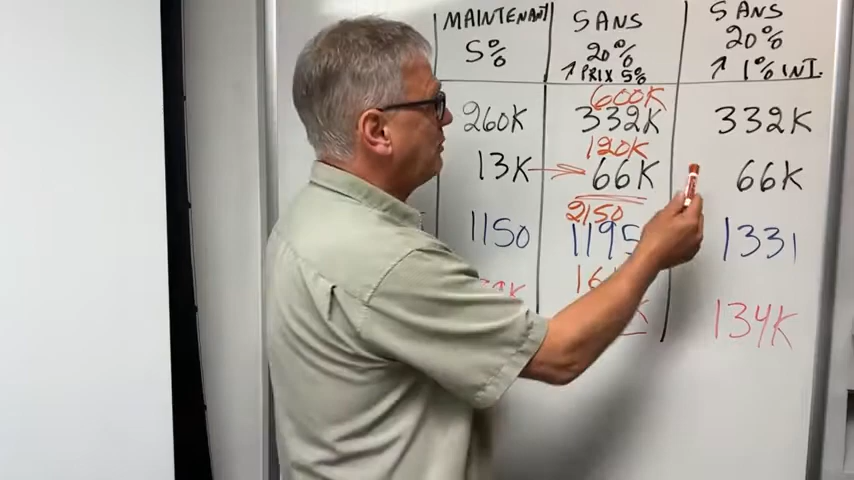 MAINTENANT
5%
SANS
20%
↑ PRIX 5%
SANS
20%
↑ 1% INT.
600K
260K 332K 332K
120K
13K → 66K 66K
2150
1150 1195 1331
134K